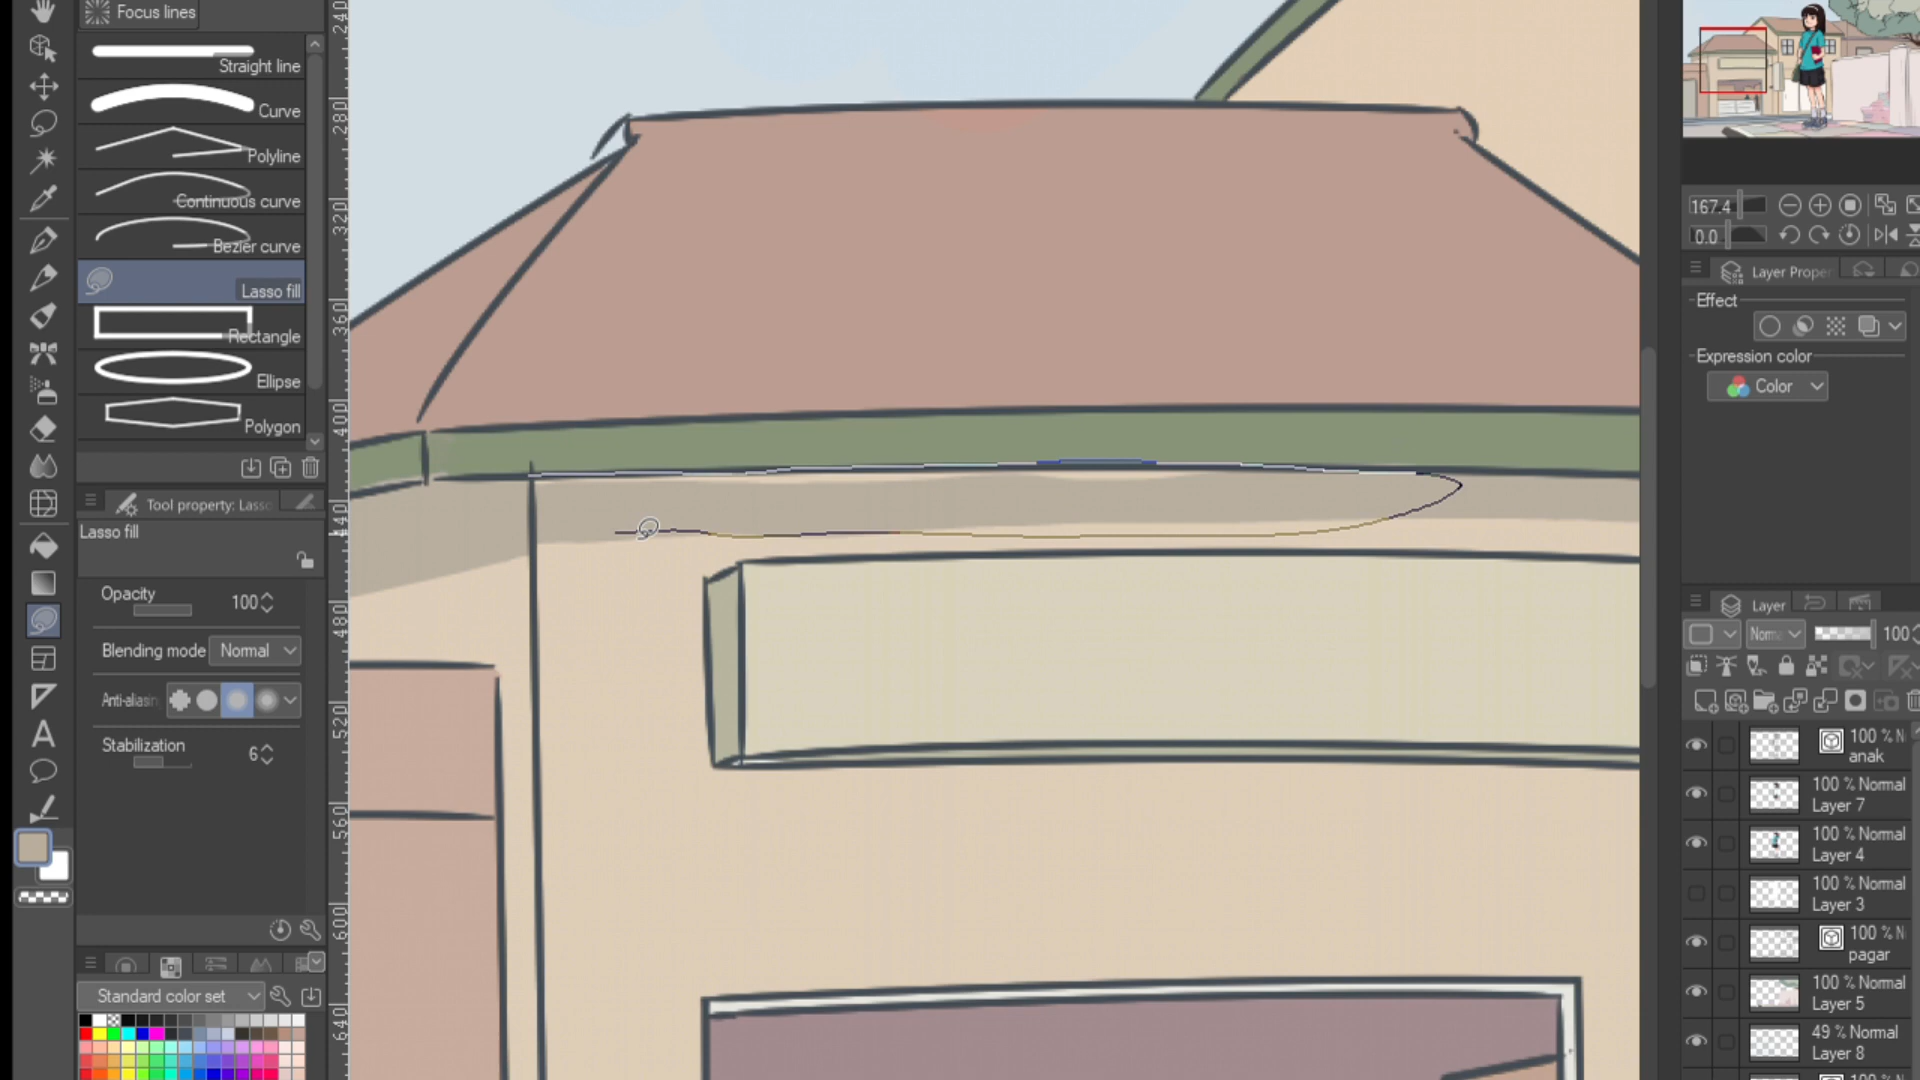 Focus lines
Straight line
Curve
Polyline
Continuous curve
Bezier curve
Lasso fill
Rectangle
Ellipse
Polygon
Tool property: Lasso
Lasso fill
Opacity 100
Blending mode Normal
Anti-aliasin
Stabilization 6
Standard color set
240
280
320
360
400
440
480
520
560
600
640
167.4
0.0
Layer Proper
Effect
Expression color
Color
Layer
Norma 100
100 % N
anak
100 % Normal
Layer 7
100 % Normal
Layer 4
100 % Normal
Layer 3
100 % N
pagar
100 % Normal
Layer 5
49 % Normal
Layer 8